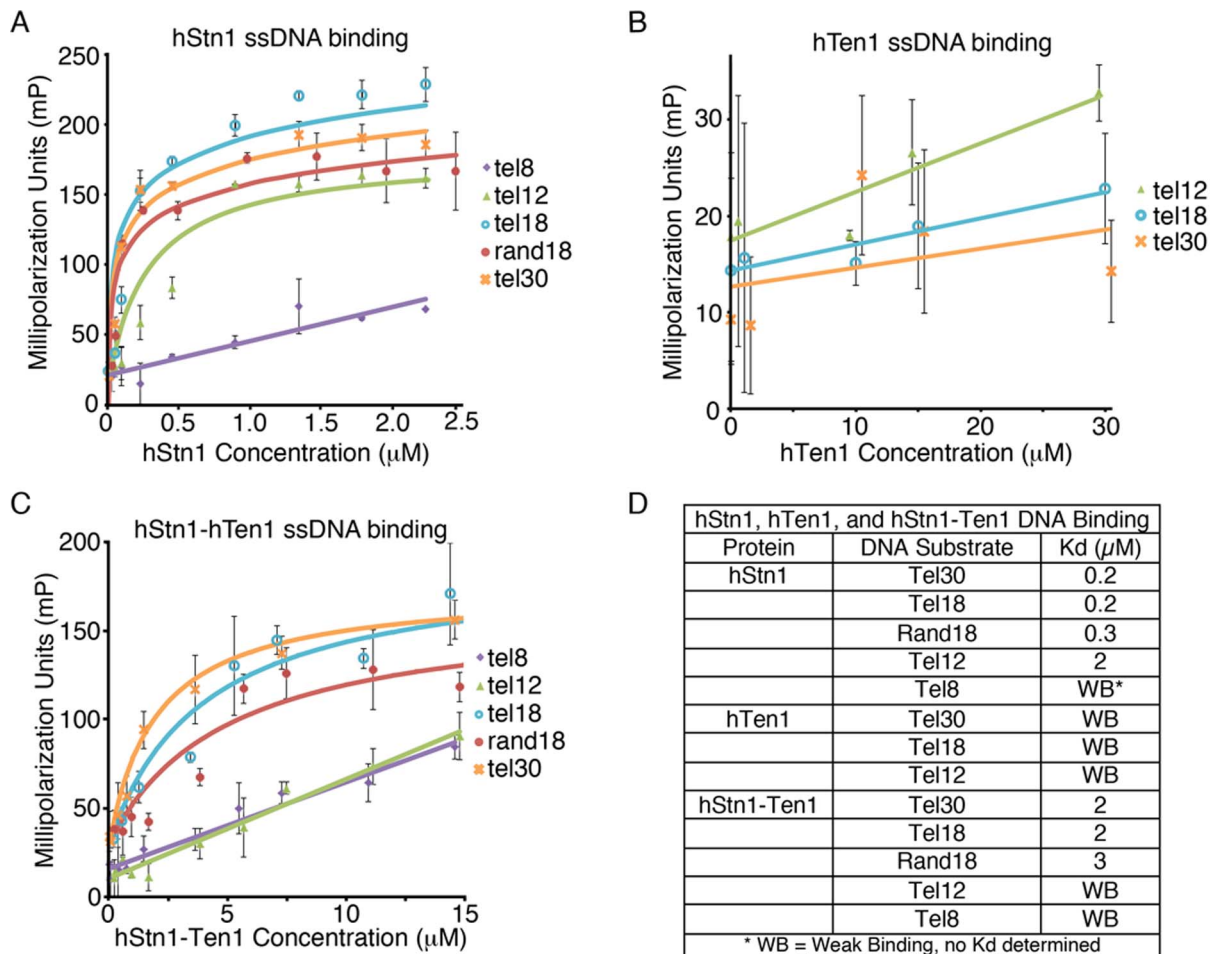 A
hStn1 ssDNA binding
Millipolarization Units (mP)
250
200
150
100
50
0
0 0.5 1.0 1.5 2.0 2.5
hStn1 Concentration (μM)
tel8
tel12
tel18
rand18
tel30
B
hTen1 ssDNA binding
Millipolarization Units (mP)
30
20
10
0
0 10 20 30
hTen1 Concentration (μM)
tel12
tel18
tel30
C
hStn1-hTen1 ssDNA binding
Millipolarization Units (mP)
200
150
100
50
0
0 5 10 15
hStn1-Ten1 Concentration (μM)
tel8
tel12
tel18
rand18
tel30
D
hStn1, hTen1, and hStn1-Ten1 DNA Binding
Protein DNA Substrate Kd (μM)
hStn1 Tel30 0.2
Tel18 0.2
Rand18 0.3
Tel12 2
Tel8 WB*
hTen1 Tel30 WB
Tel18 WB
Tel12 WB
hStn1-Ten1 Tel30 2
Tel18 2
Rand18 3
Tel12 WB
Tel8 WB
* WB = Weak Binding, no Kd determined